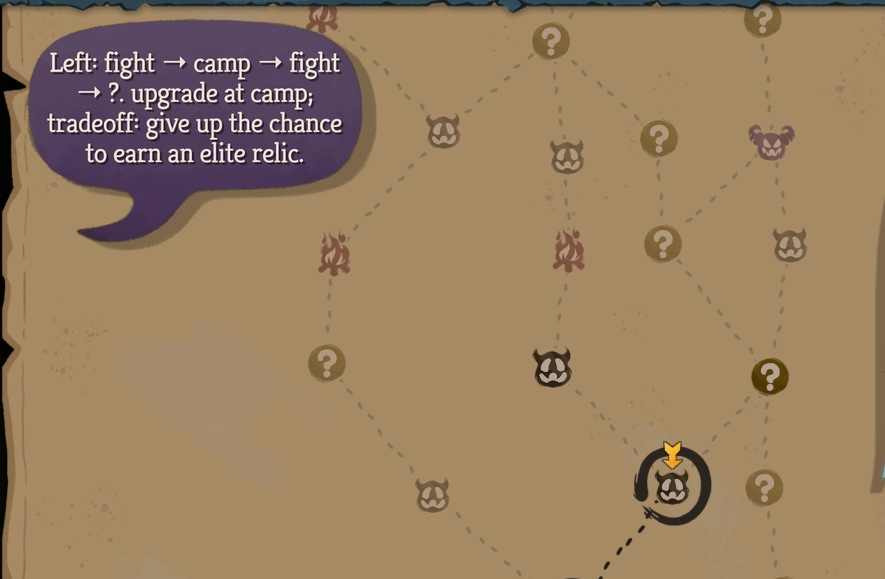 Left: fight → camp → fight
→ ?. upgrade at camp;
tradeoff: give up the chance
to earn an elite relic.
?
?
?
?
?
?
?